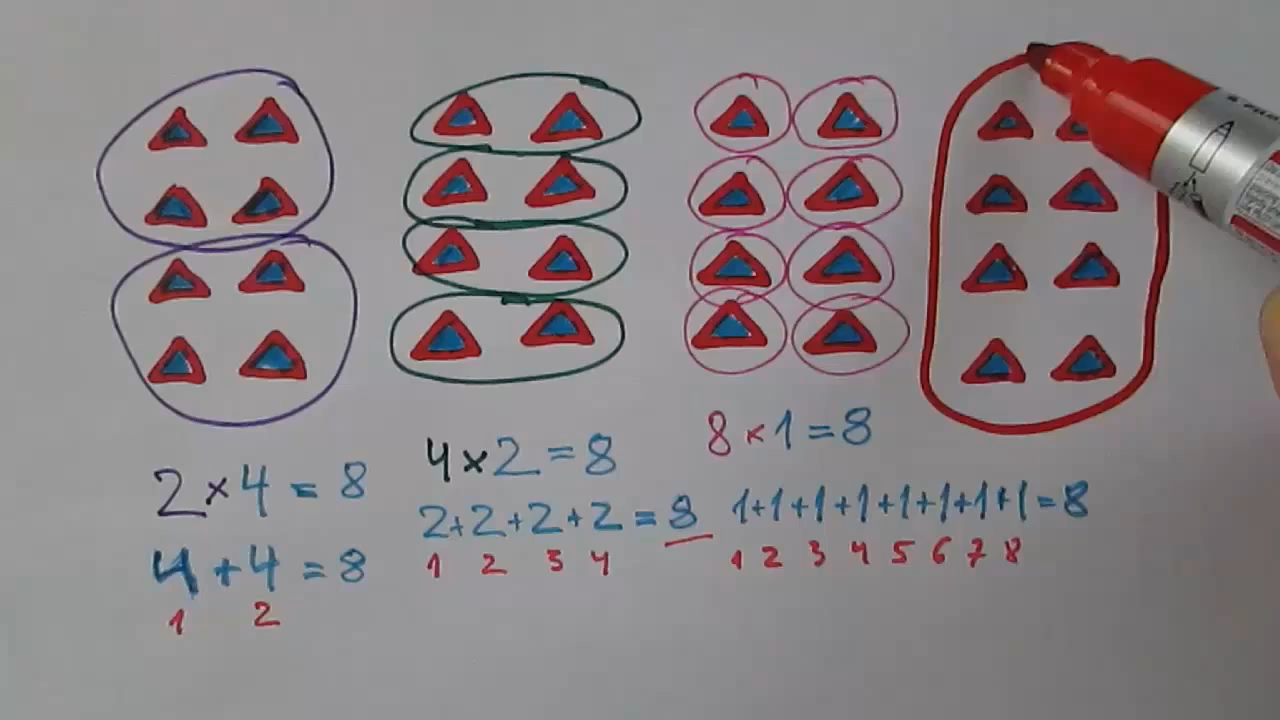 2 × 4 = 8
4 + 4 = 8
1 2
4 × 2 = 8
2 + 2 + 2 + 2 = 8
1 2 3 4
8 × 1 = 8
1+1+1+1+1+1+1+1=8
1 2 3 4 5 6 7 8